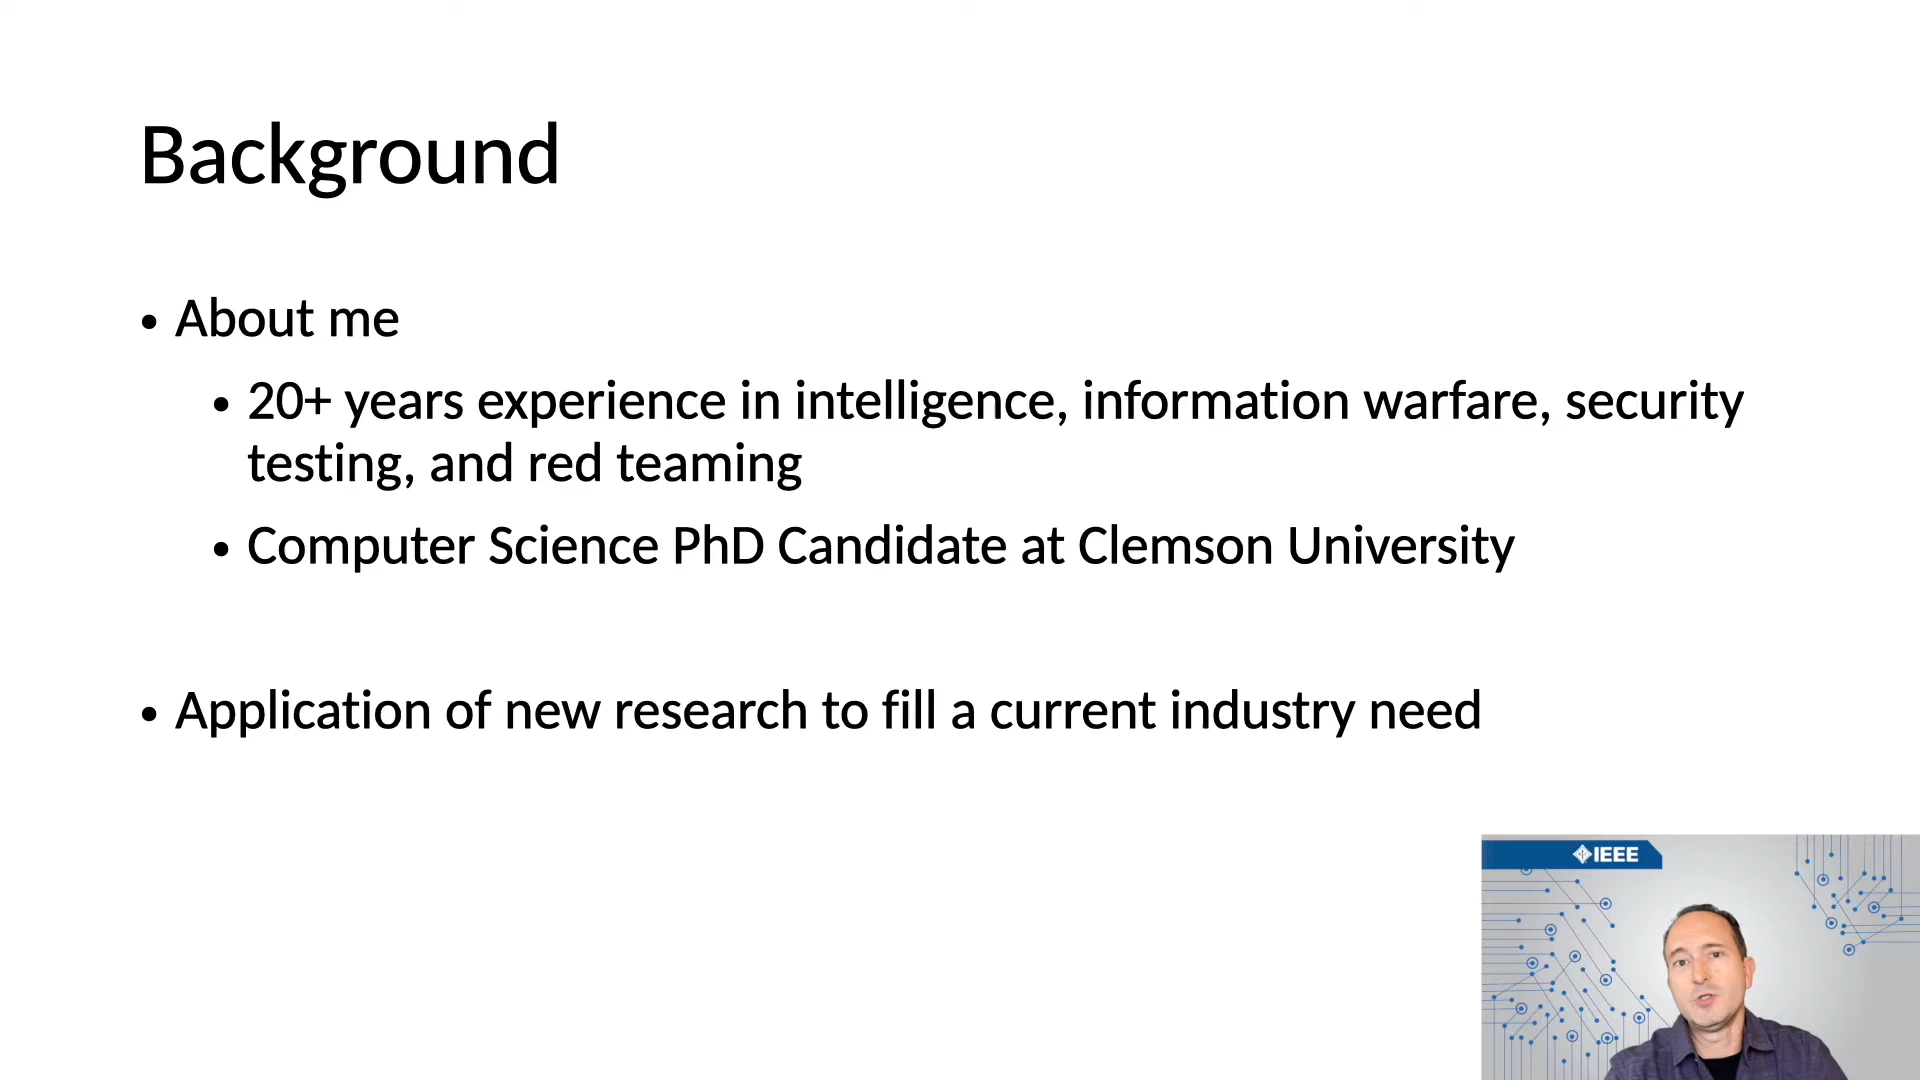 Background
• About me
• 20+ years experience in intelligence, information warfare, security
testing, and red teaming
• Computer Science PhD Candidate at Clemson University
• Application of new research to fill a current industry need
IEEE